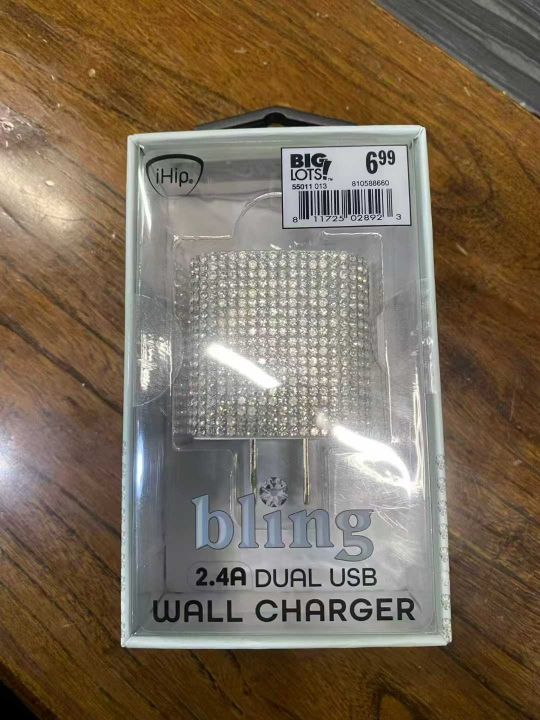 iHip®
BIG
LOTS!™
6.99
55011 013
810588660
8 11725 02892 3
bling
2.4A DUAL USB
WALL CHARGER